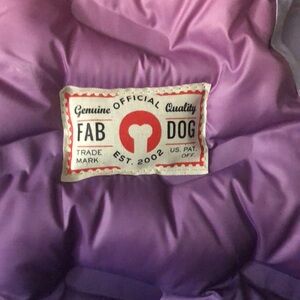 OFFICIAL
Genuine Quality
FAB DOG
TRADE MARK
US. PAT. OFF.
EST. 2002